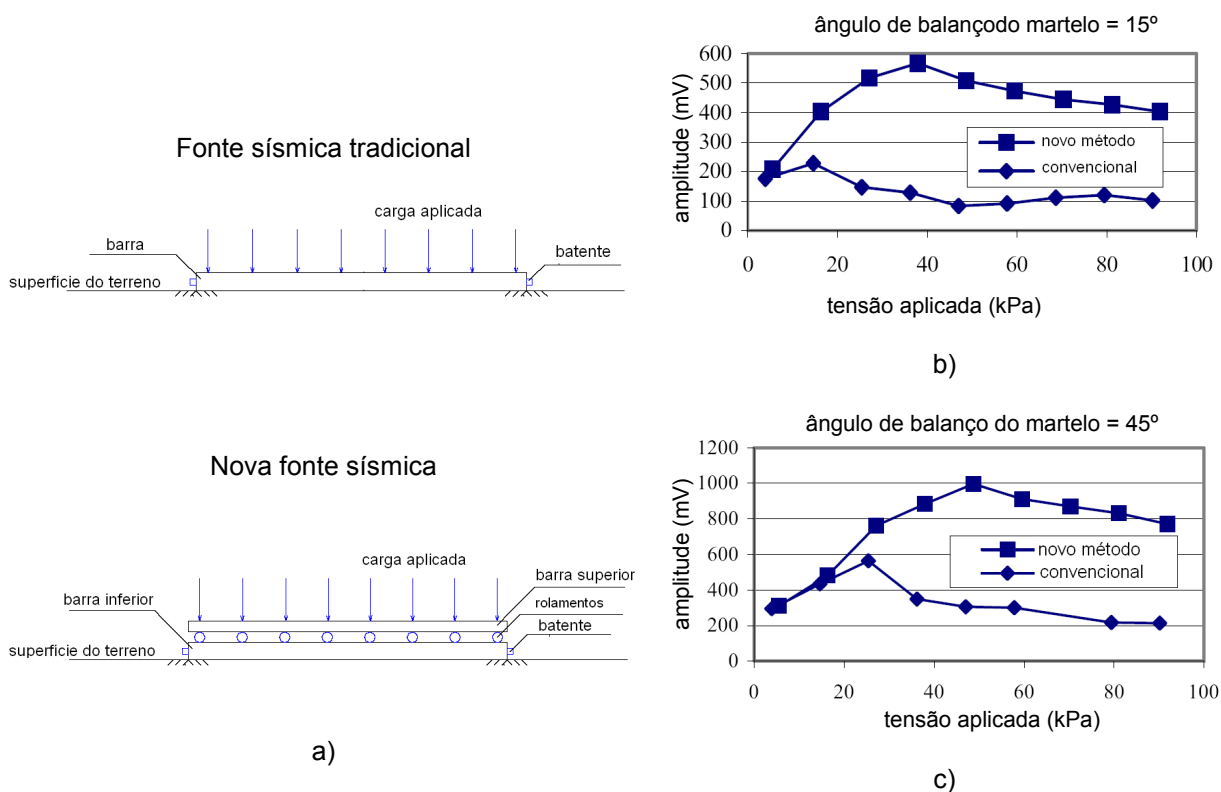 Fonte sísmica tradicional
carga aplicada
barra
batente
superfície do terreno
Nova fonte sísmica
carga aplicada
barra superior
barra inferior
rolamentos
batente
superfície do terreno
a)
ângulo de balançodo martelo = 15º
amplitude (mV)
600
500
400
300
200
100
0
novo método
convencional
0 20 40 60 80 100
tensão aplicada (kPa)
b)
ângulo de balanço do martelo = 45º
amplitude (mV)
1200
1000
800
600
400
200
0
novo método
convencional
0 20 40 60 80 100
tensão aplicada (kPa)
c)